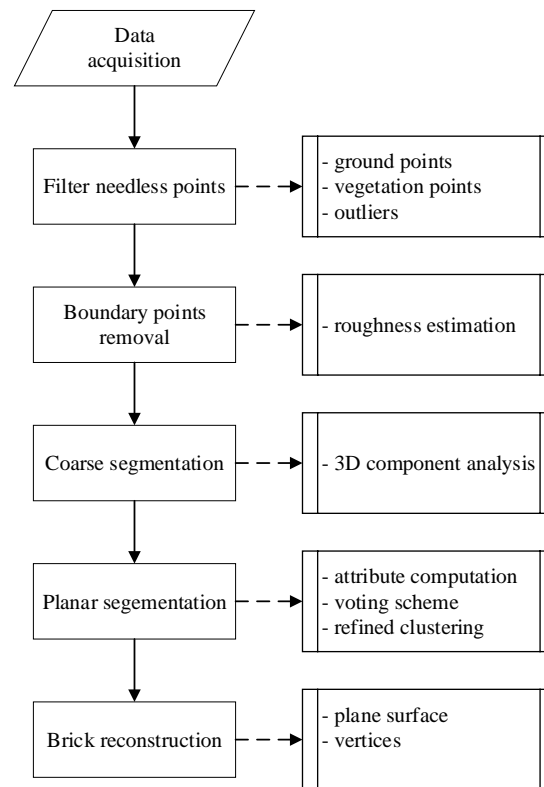 Data
acquisition
Filter needless points
- ground points
- vegetation points
- outliers
Boundary points
removal
- roughness estimation
Coarse segmentation
- 3D component analysis
Planar segementation
- attribute computation
- voting scheme
- refined clustering
Brick reconstruction
- plane surface
- vertices